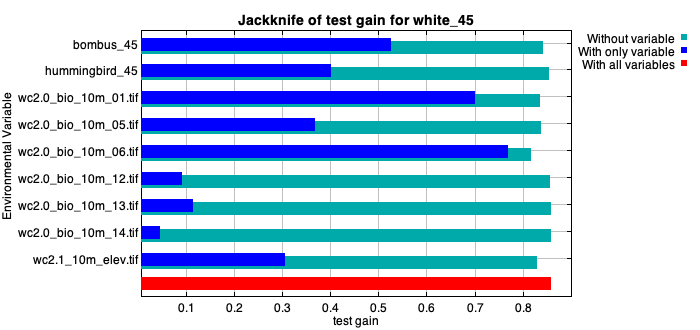 Jackknife of test gain for white_45
Without variable
With only variable
With all variables
Environmental Variable
bombus_45
hummingbird_45
wc2.0_bio_10m_01.tif
wc2.0_bio_10m_05.tif
wc2.0_bio_10m_06.tif
wc2.0_bio_10m_12.tif
wc2.0_bio_10m_13.tif
wc2.0_bio_10m_14.tif
wc2.1_10m_elev.tif
0.1 0.2 0.3 0.4 0.5 0.6 0.7 0.8
test gain